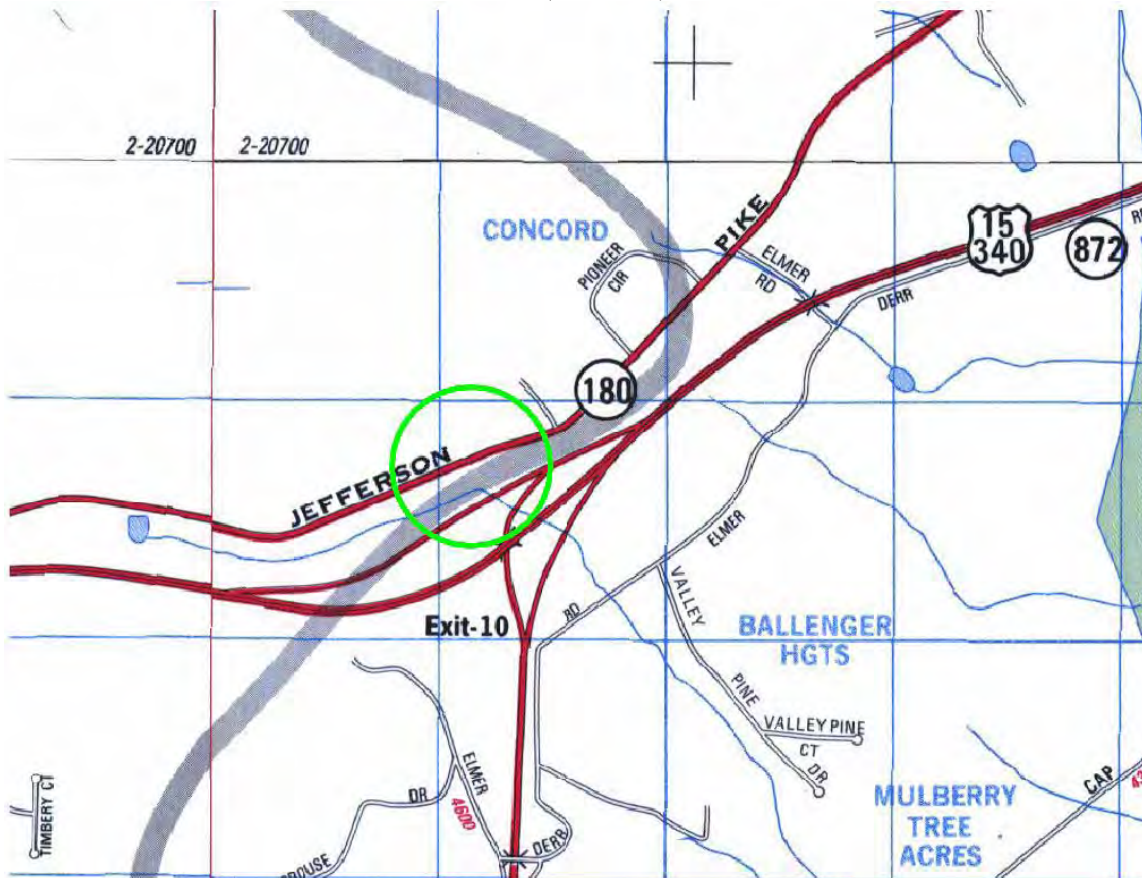 2-20700
2-20700
CONCORD
PIKE
PIONEER
CIR
ELMER
RD
15
340
872
DERR
180
JEFFERSON
ELMER
VALLEY
RD
Exit-10
BALLENGER
HGTS
PINE
VALLEY PINE
CT
DR
ELMER
4600
DR
TIMBERY CT
DERR
CAP
MULBERRY
TREE
ACRES